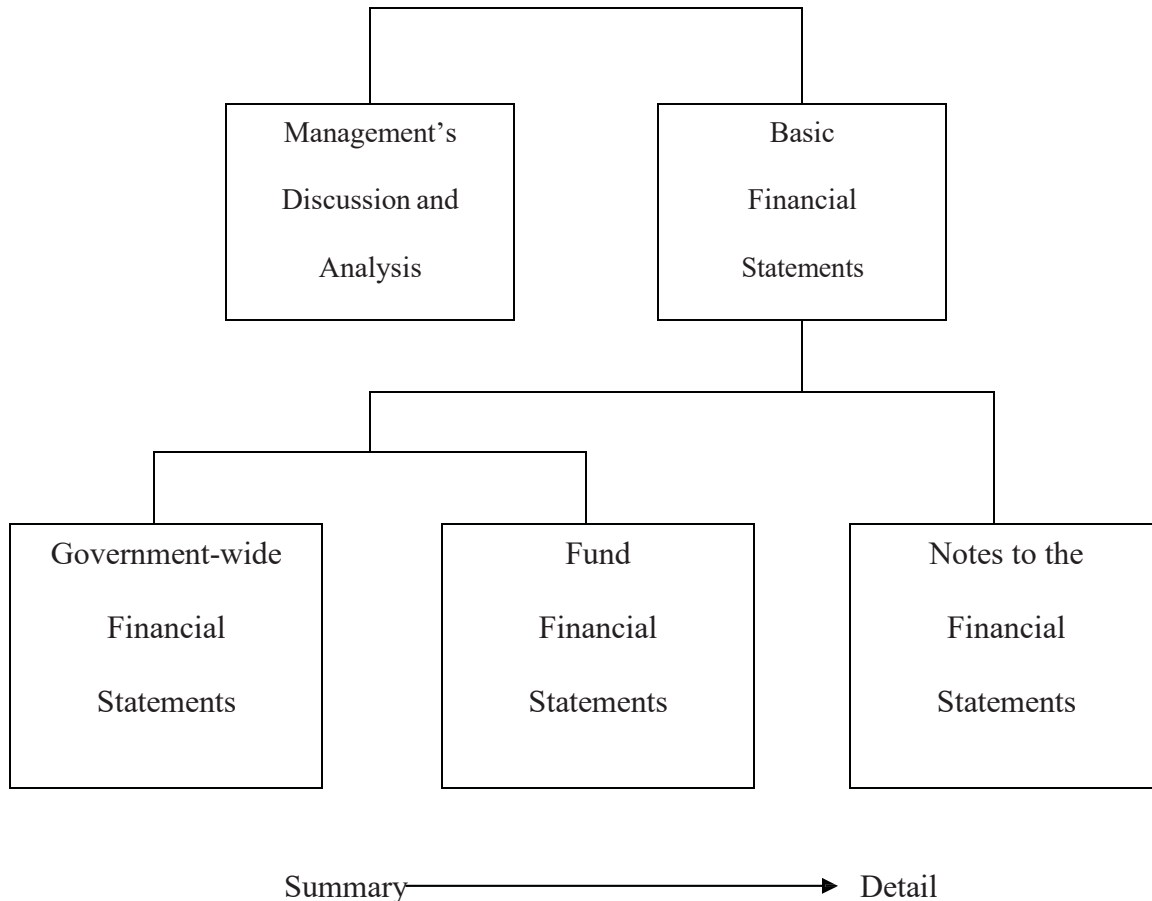 Management’s
Discussion and
Analysis
Basic
Financial
Statements
Government-wide
Financial
Statements
Fund
Financial
Statements
Notes to the
Financial
Statements
Summary
Detail